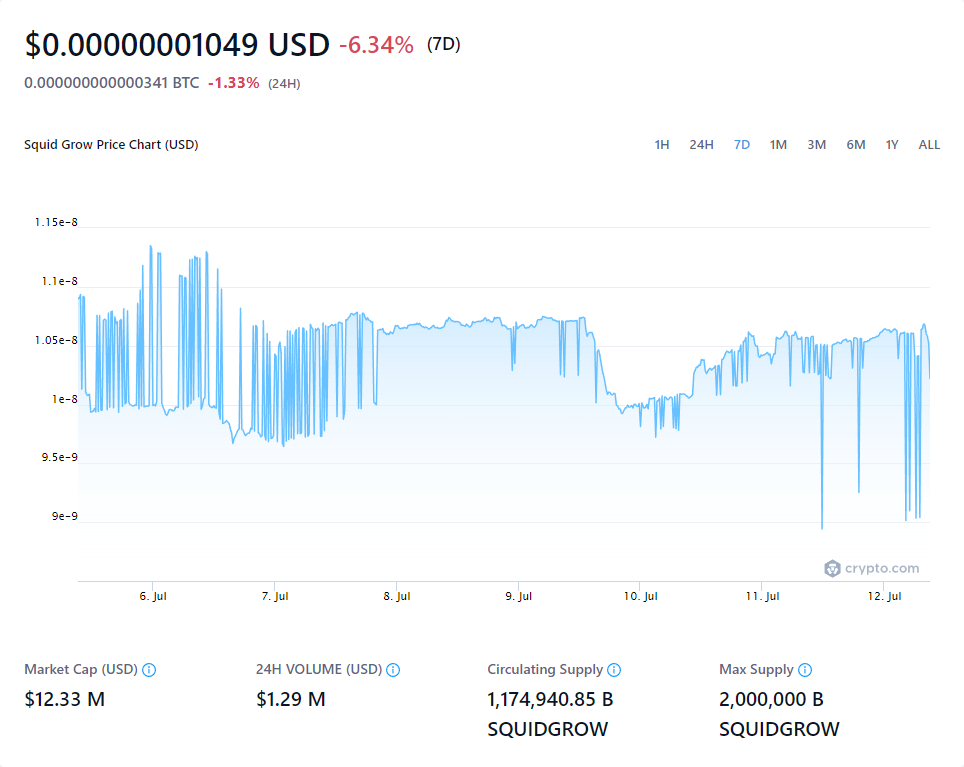 $0.00000001049 USD -6.34% (7D)
0.000000000000341 BTC -1.33% (24H)
Squid Grow Price Chart (USD) 1H 24H 7D 1M 3M 6M 1Y ALL
1.15e-8
1.1e-8
1.05e-8
1e-8
9.5e-9
9e-9
crypto.com
6. Jul 7. Jul 8. Jul 9. Jul 10. Jul 11. Jul 12. Jul
Market Cap (USD) 24H VOLUME (USD) Circulating Supply Max Supply
$12.33 M $1.29 M 1,174,940.85 B 2,000,000 B
SQUIDGROW SQUIDGROW